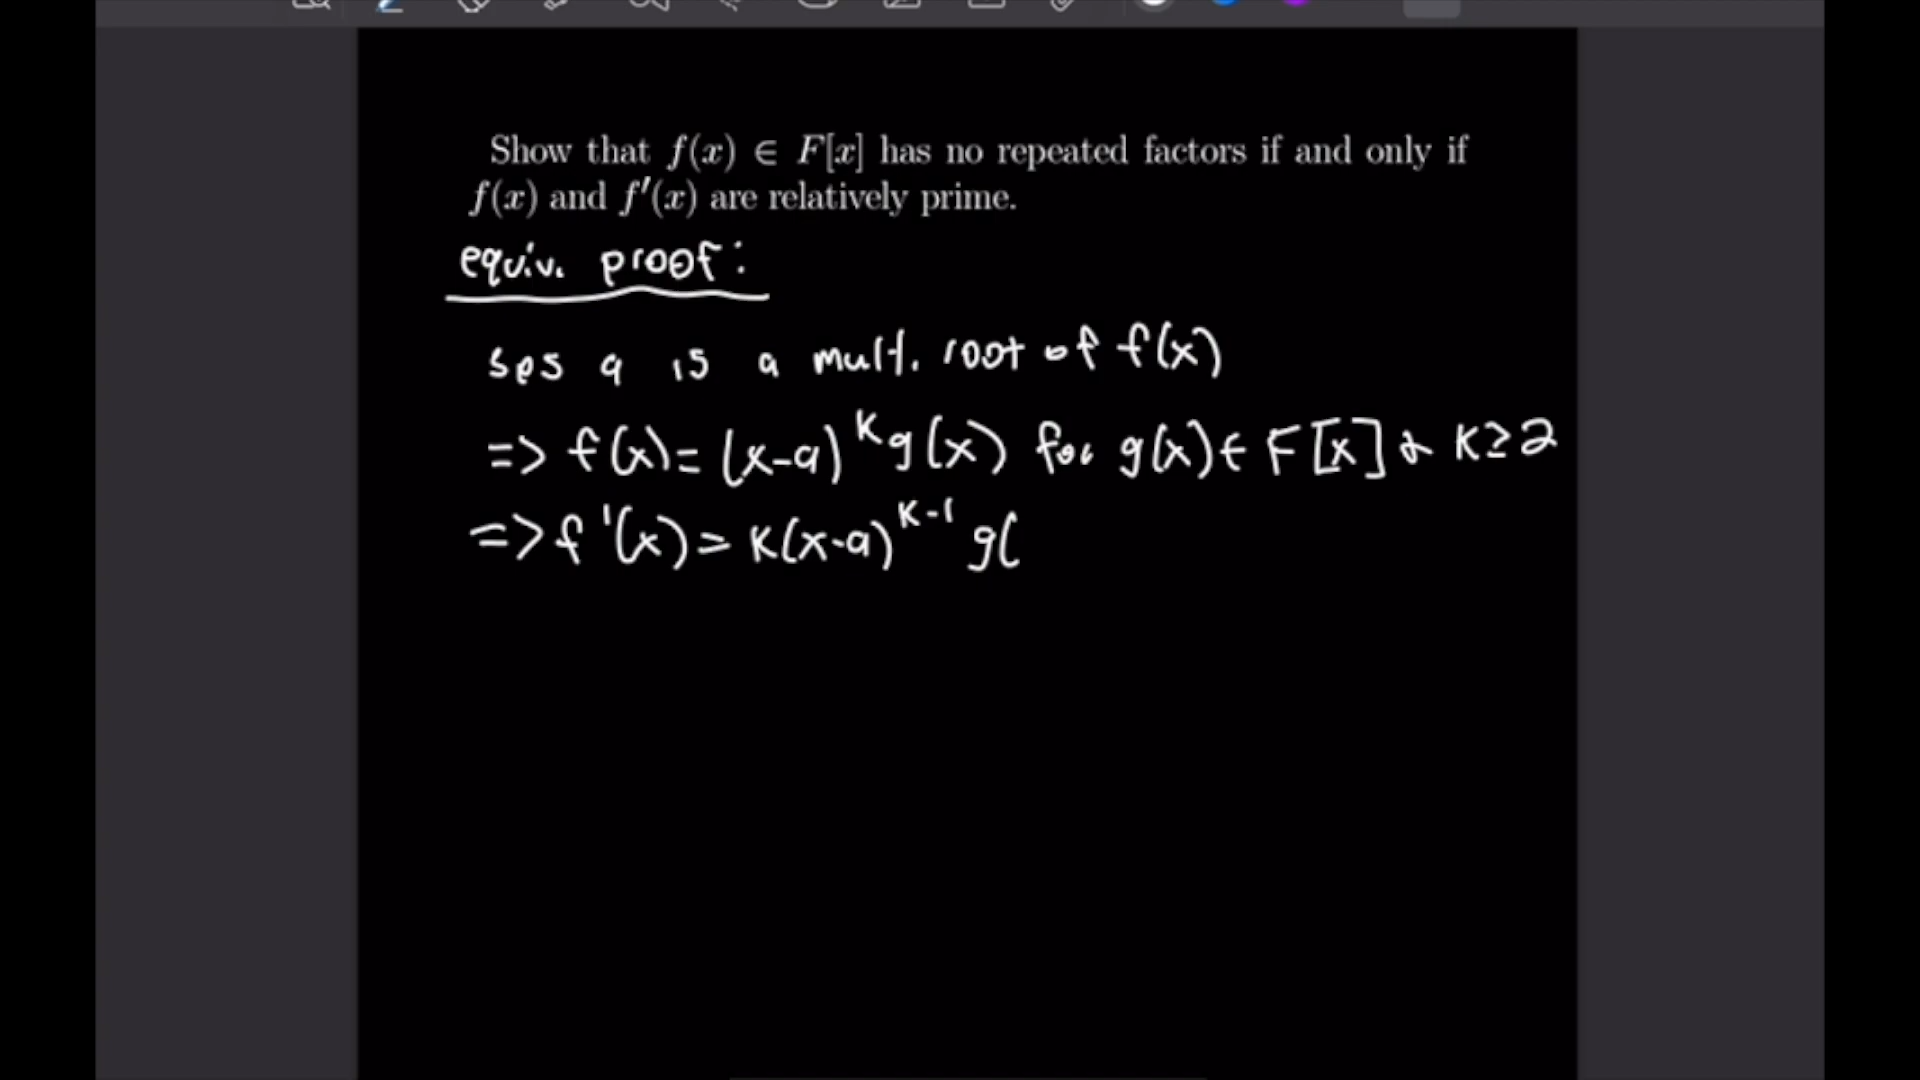 Show that f(x) ∈ F[x] has no repeated factors if and only if
f(x) and f′(x) are relatively prime.
equiv. proof:
sps a is a mult. root of f(x)
=> f(x) = (x-a)^K g(x) for g(x) ∈ F[x] & K ≥ 2
=> f'(x) = K(x-a)^{K-1} g(